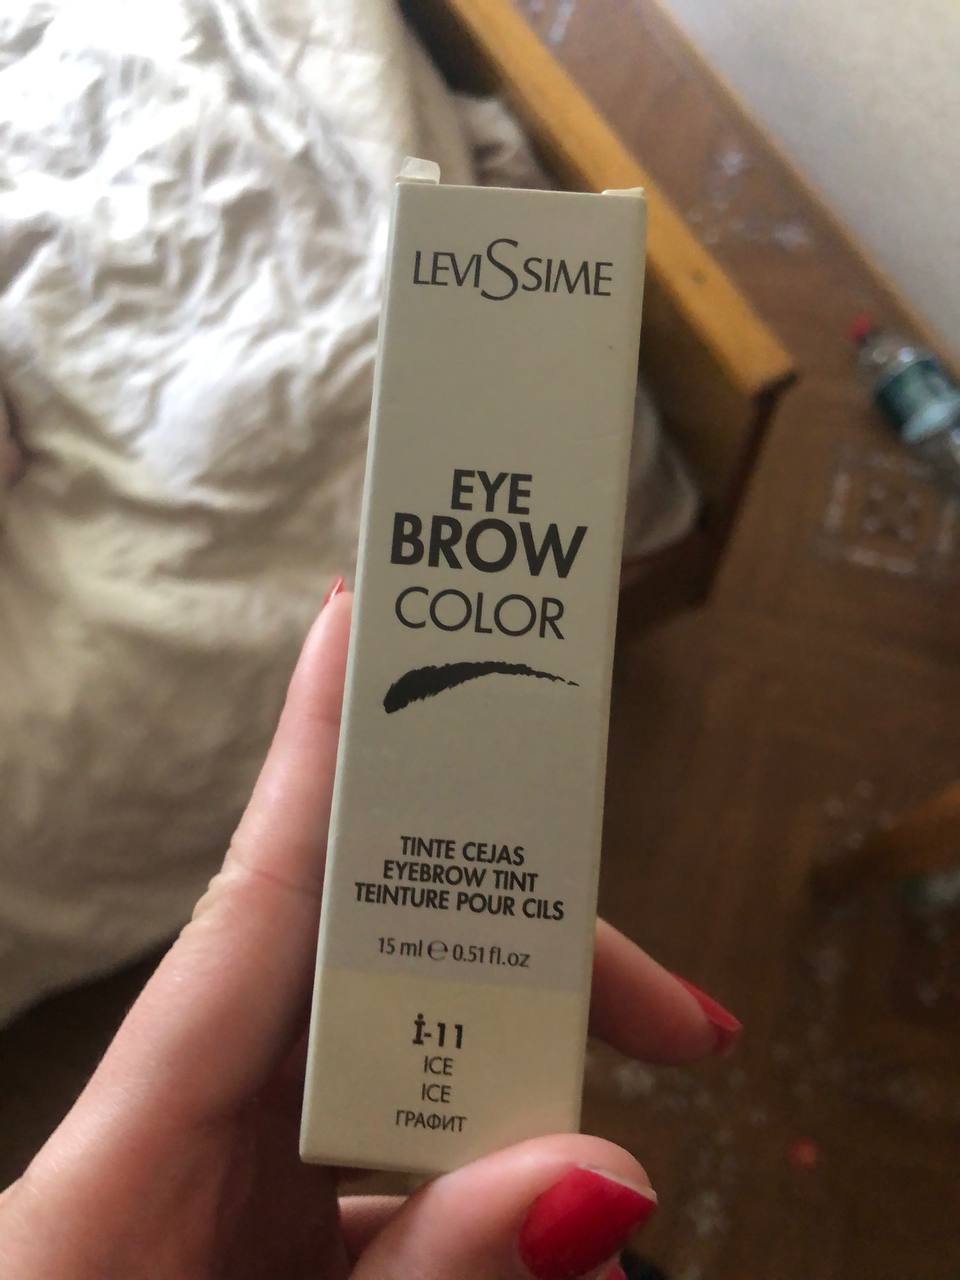 LEVISSIME
EYE
BROW
COLOR
TINTE CEJAS
EYEBROW TINT
TEINTURE POUR CILS
15 ml ℮ 0.51 fl.oz
i-11
ICE
ICE
ГРАФИТ